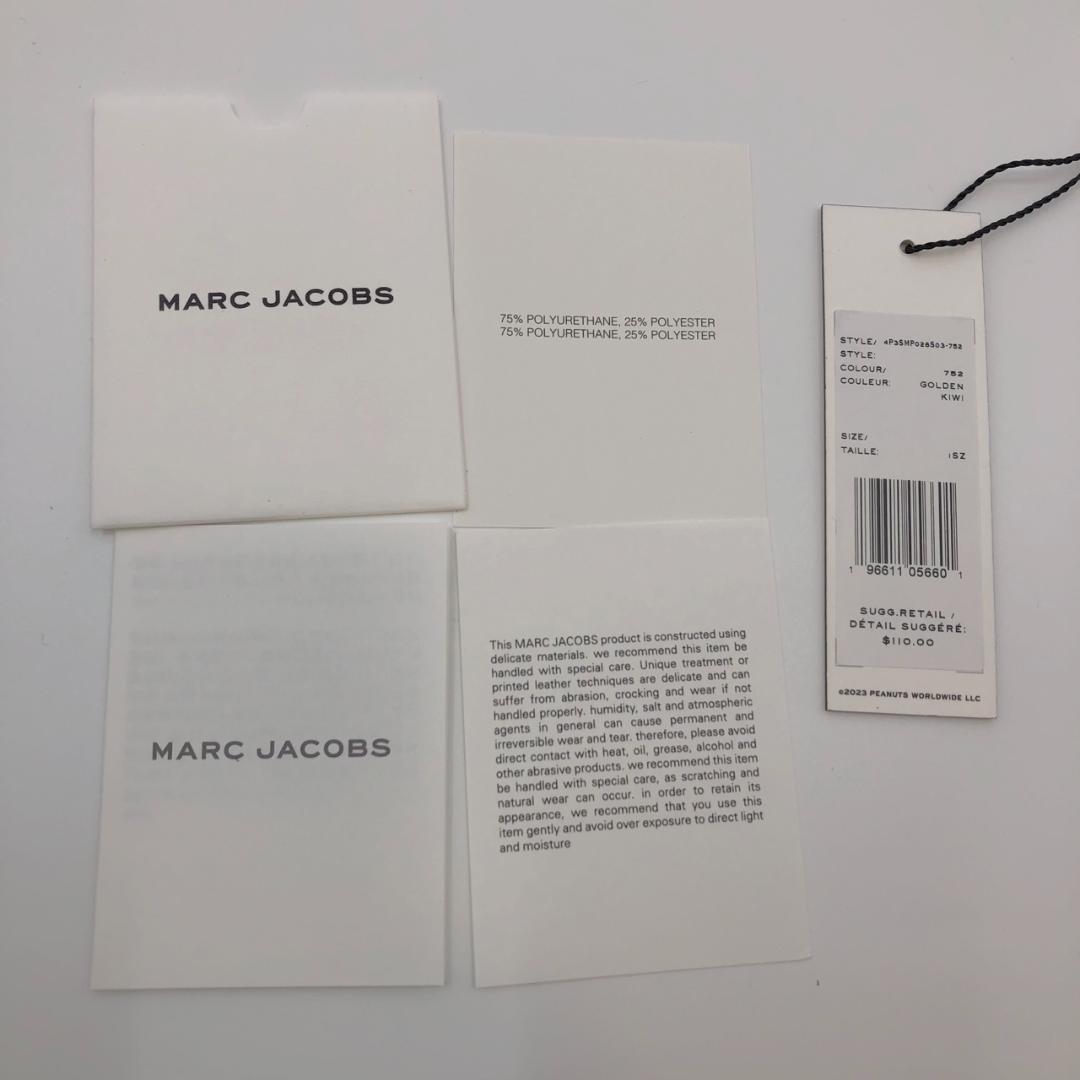 MARC JACOBS
75% POLYURETHANE, 25% POLYESTER
75% POLYURETHANE, 25% POLYESTER
MARC JACOBS
This MARC JACOBS product is constructed using
delicate materials. we recommend this item be
handled with special care. Unique treatment or
printed leather techniques are delicate and can
suffer from abrasion, crocking and wear if not
handled properly. humidity, salt and atmospheric
agents in general can cause permanent and
irreversible wear and tear. therefore, please avoid
direct contact with heat, oil, grease, alcohol and
other abrasive products. we recommend this item
be handled with special care, as scratching and
natural wear can occur. in order to retain its
appearance, we recommend that you use this
item gently and avoid over exposure to direct light
and moisture
STYLE/ 4P3SMP028S03-752
STYLE:
COLOUR/ 752
COULEUR: GOLDEN
KIWI
SIZE/
TAILLE: 1SZ
1 96611 05660 1
SUGG.RETAIL /
DÉTAIL SUGGÉRÉ:
$110.00
©2023 PEANUTS WORLDWIDE LLC